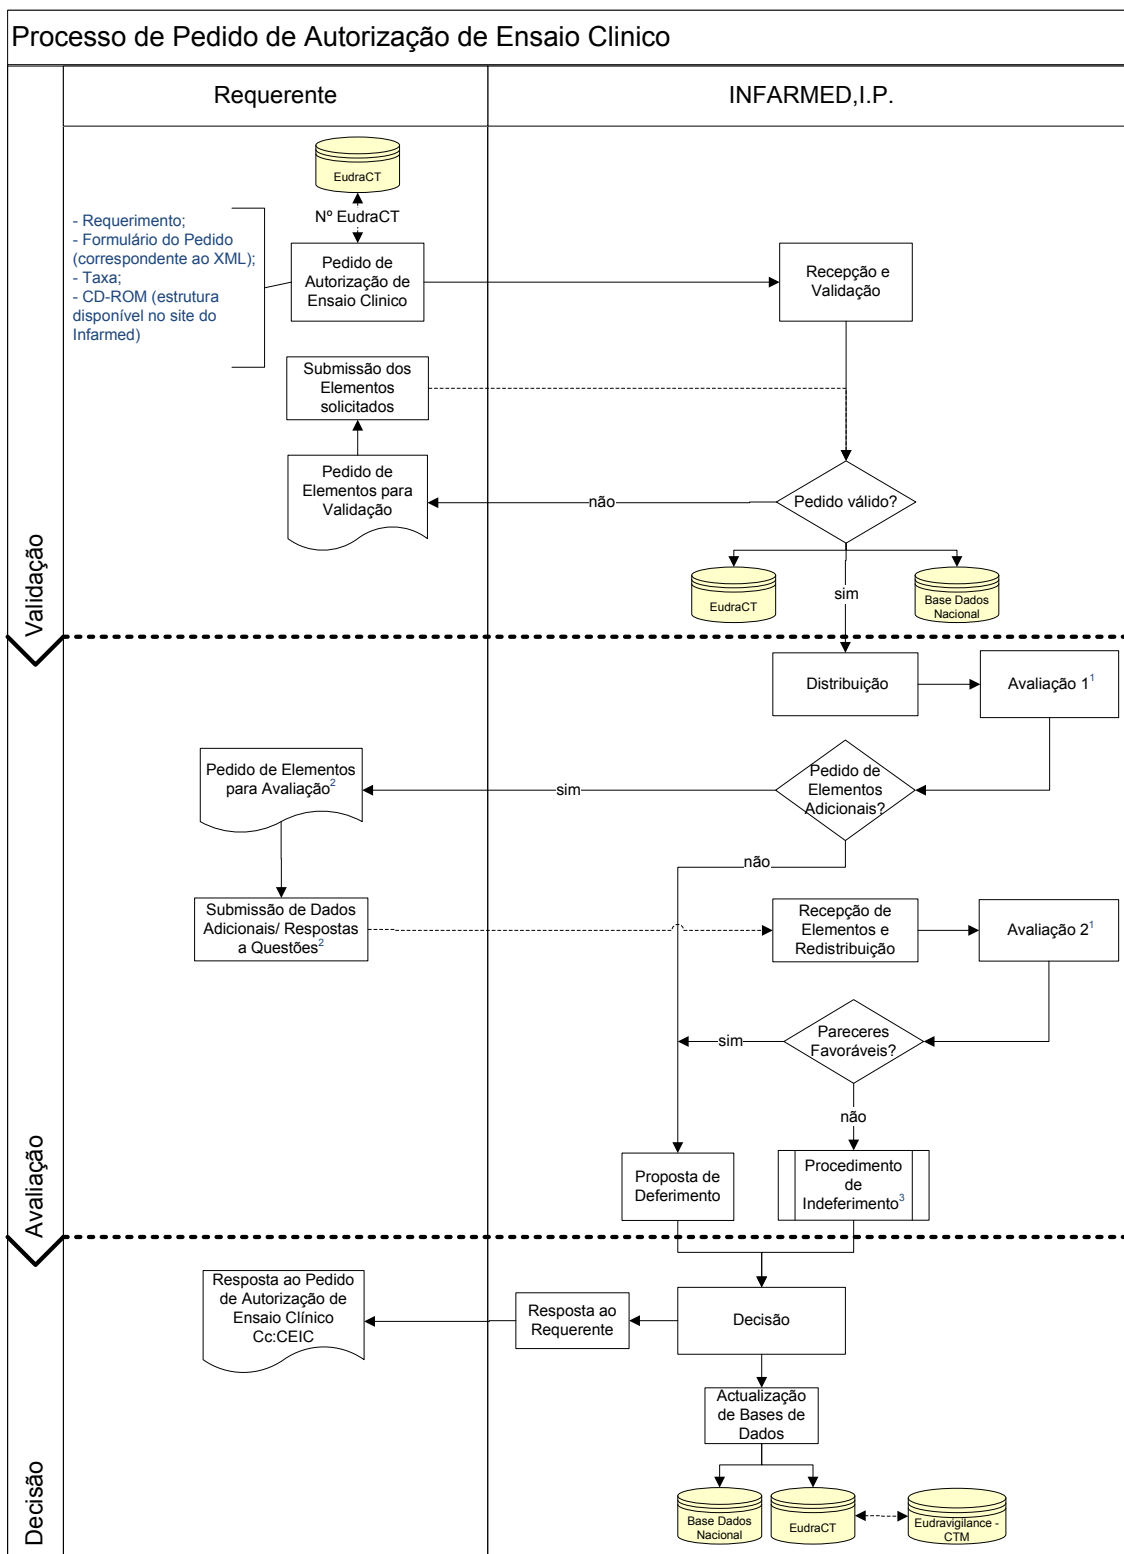 Processo de Pedido de Autorização de Ensaio Clinico
Requerente
INFARMED,I.P.
EudraCT
Nº EudraCT
- Requerimento;
- Formulário do Pedido
(correspondente ao XML);
- Taxa;
- CD-ROM (estrutura
disponível no site do
Infarmed)
Pedido de
Autorização de
Ensaio Clinico
Recepção e
Validação
Submissão dos
Elementos
solicitados
Pedido de
Elementos para
Validação
não
Pedido válido?
EudraCT
sim
Base Dados
Nacional
Validação
Distribuição
Avaliação 1¹
Pedido de Elementos
para Avaliação²
sim
Pedido de
Elementos
Adicionais?
não
Submissão de Dados
Adicionais/ Respostas
a Questões²
Recepção de
Elementos e
Redistribuição
Avaliação 2¹
sim
Pareceres
Favoráveis?
não
Proposta de
Deferimento
Procedimento
de
Indeferimento³
Avaliação
Resposta ao Pedido
de Autorização de
Ensaio Clínico
Cc:CEIC
Resposta ao
Requerente
Decisão
Actualização
de Bases de
Dados
Base Dados
Nacional
EudraCT
Eudravigilance -
CTM
Decisão